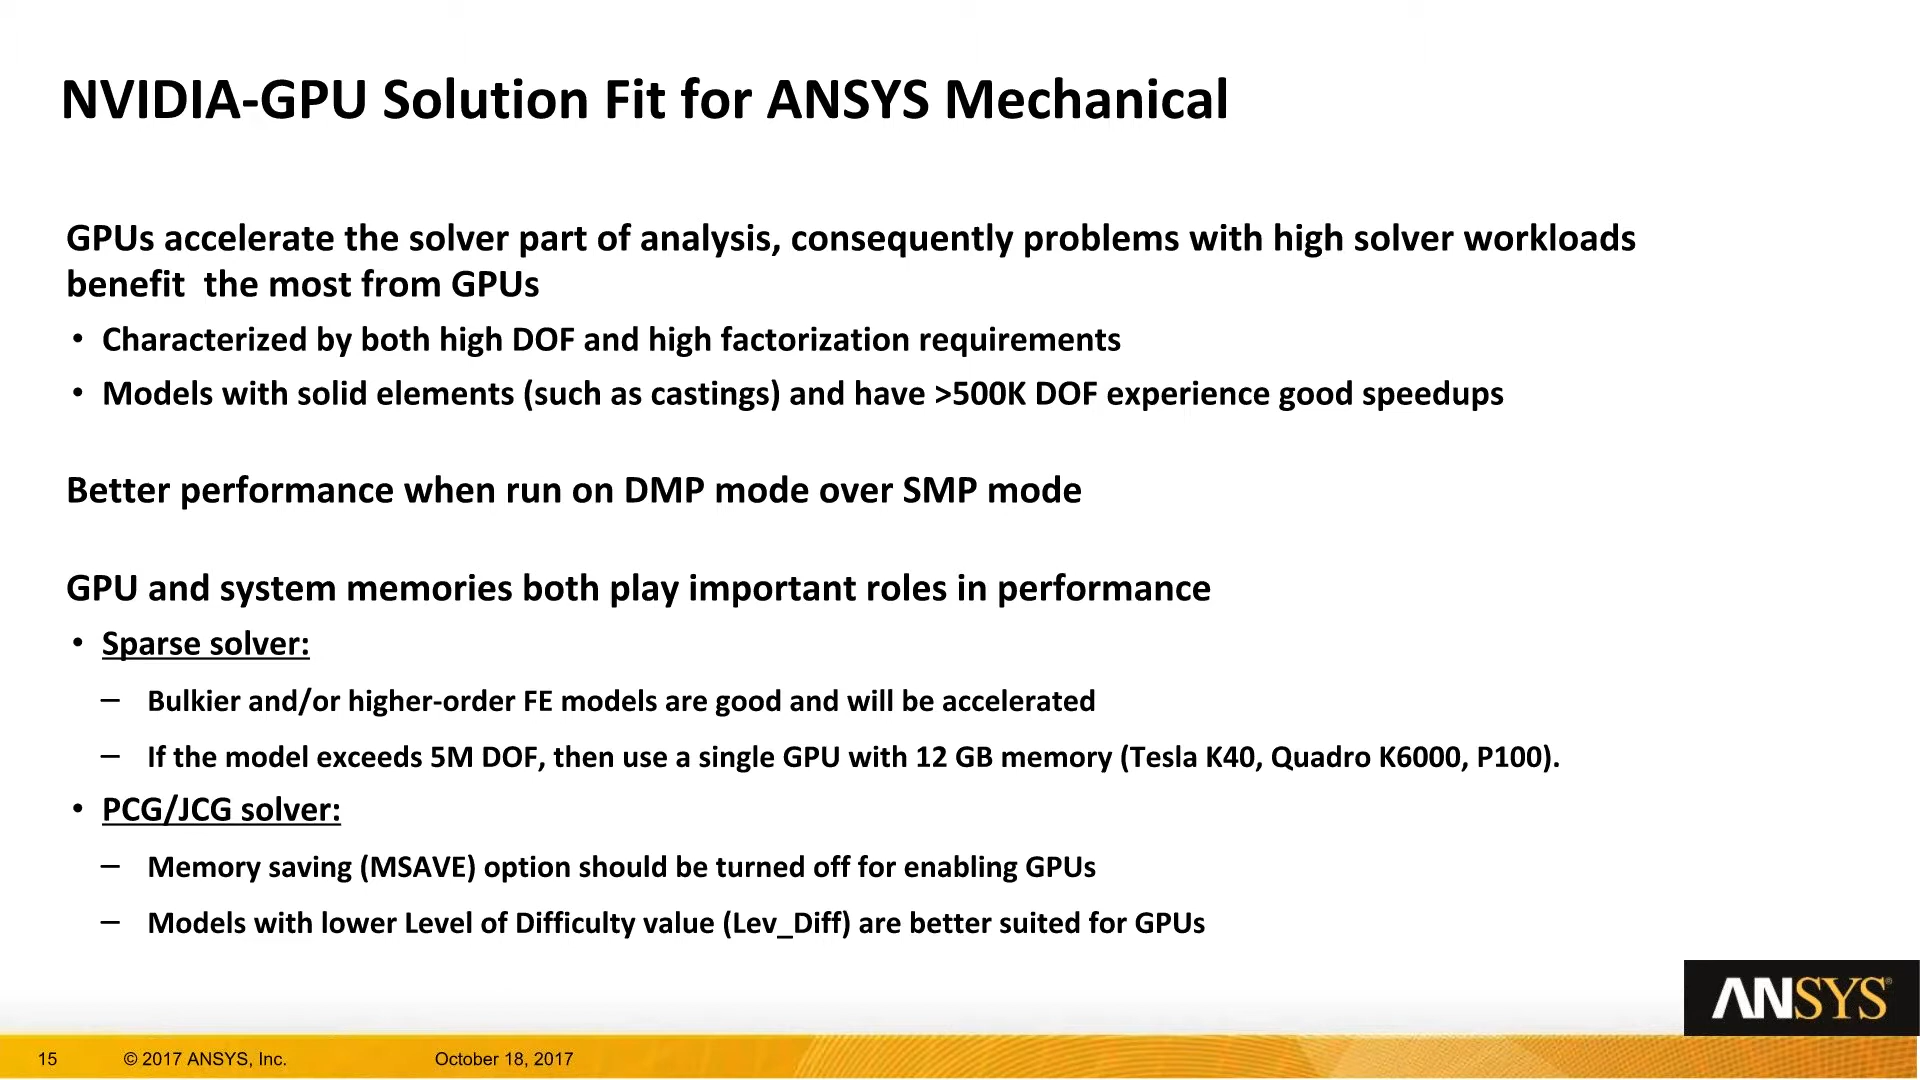 NVIDIA-GPU Solution Fit for ANSYS Mechanical
GPUs accelerate the solver part of analysis, consequently problems with high solver workloads
benefit  the most from GPUs
• Characterized by both high DOF and high factorization requirements
• Models with solid elements (such as castings) and have >500K DOF experience good speedups
Better performance when run on DMP mode over SMP mode
GPU and system memories both play important roles in performance
• Sparse solver:
– Bulkier and/or higher-order FE models are good and will be accelerated
– If the model exceeds 5M DOF, then use a single GPU with 12 GB memory (Tesla K40, Quadro K6000, P100).
• PCG/JCG solver:
– Memory saving (MSAVE) option should be turned off for enabling GPUs
– Models with lower Level of Difficulty value (Lev_Diff) are better suited for GPUs
ANSYS®
15 © 2017 ANSYS, Inc. October 18, 2017